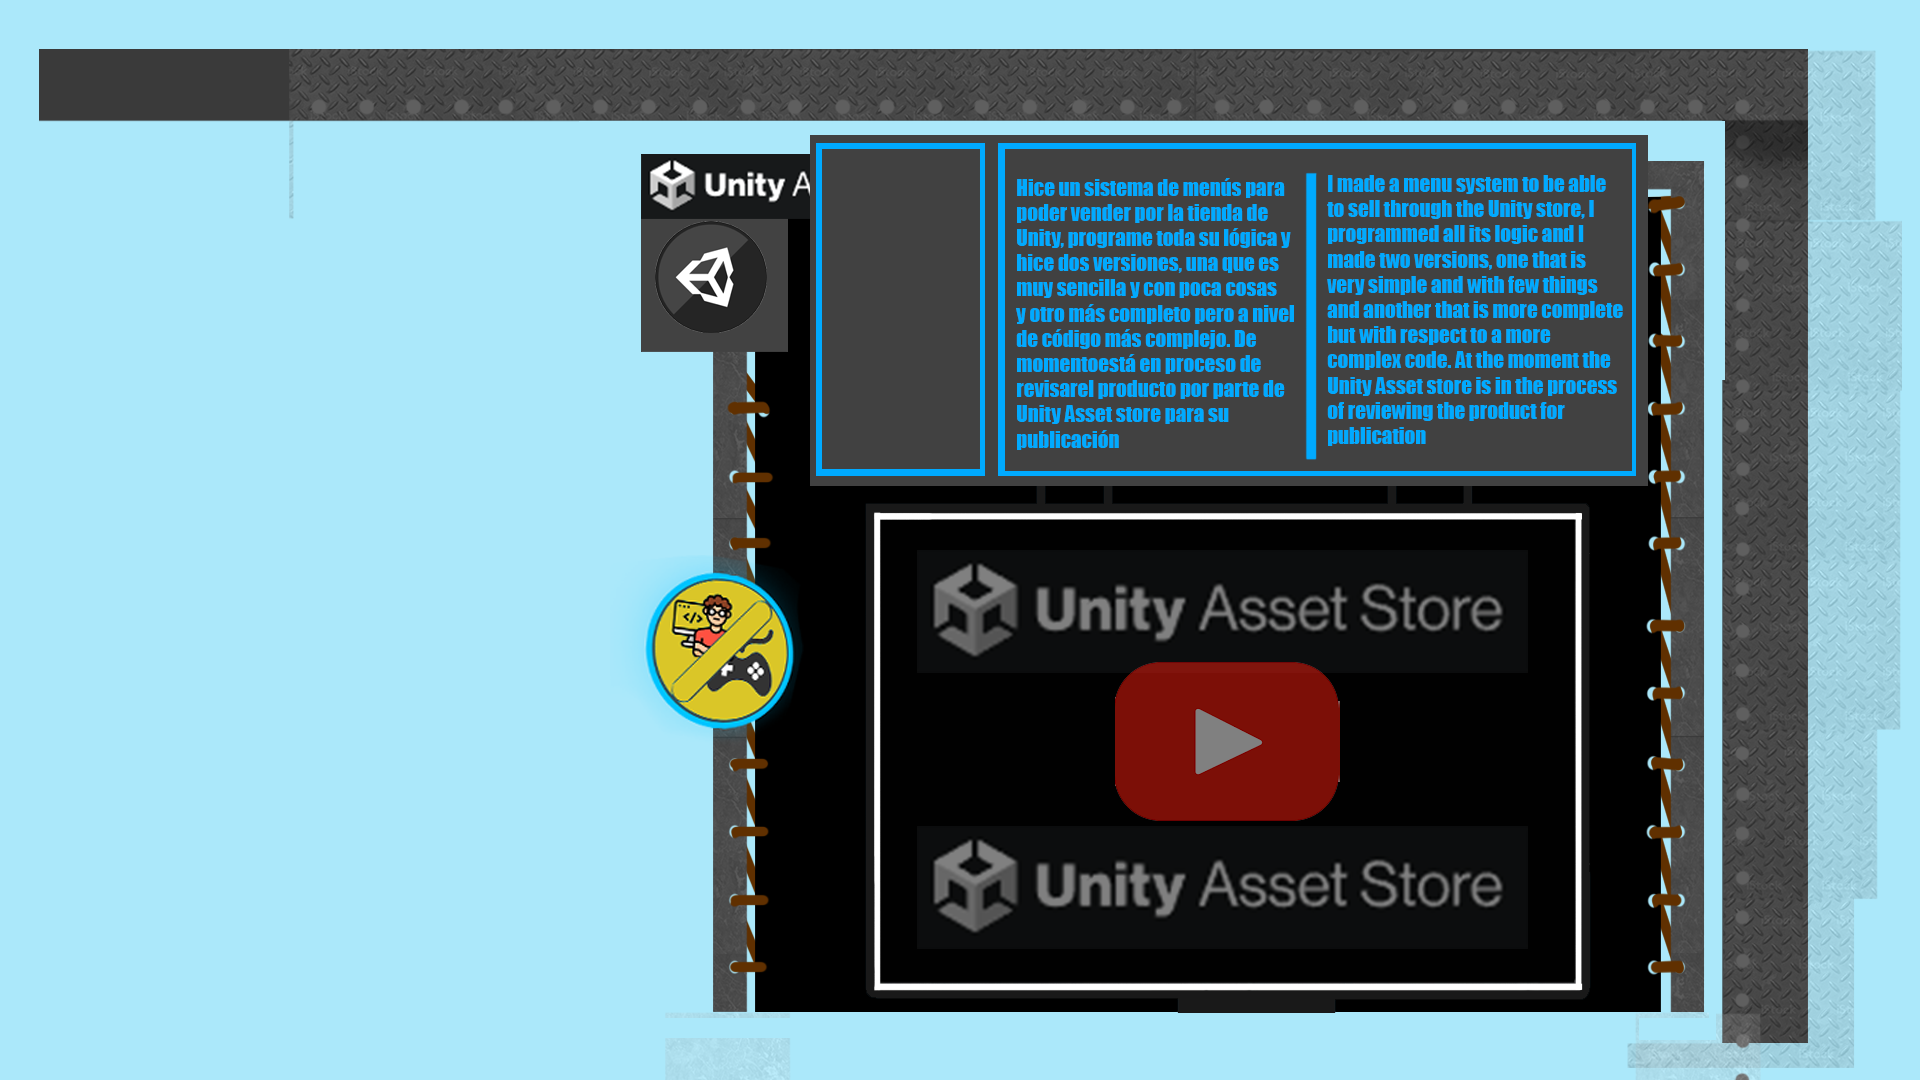 Unity A
Hice un sistema de menús para
poder vender por la tienda de
Unity, programe toda su lógica y
hice dos versiones, una que es
muy sencilla y con poca cosas
y otro más completo pero a nivel
de código más complejo. De
momentoestá en proceso de
revisarel producto por parte de
Unity Asset store para su
publicación
I made a menu system to be able
to sell through the Unity store, I
programmed all its logic and I
made two versions, one that is
very simple and with few things
and another that is more complete
but with respect to a more
complex code. At the moment the
Unity Asset store is in the process
of reviewing the product for
publication
</>
Unity Asset Store
Unity Asset Store